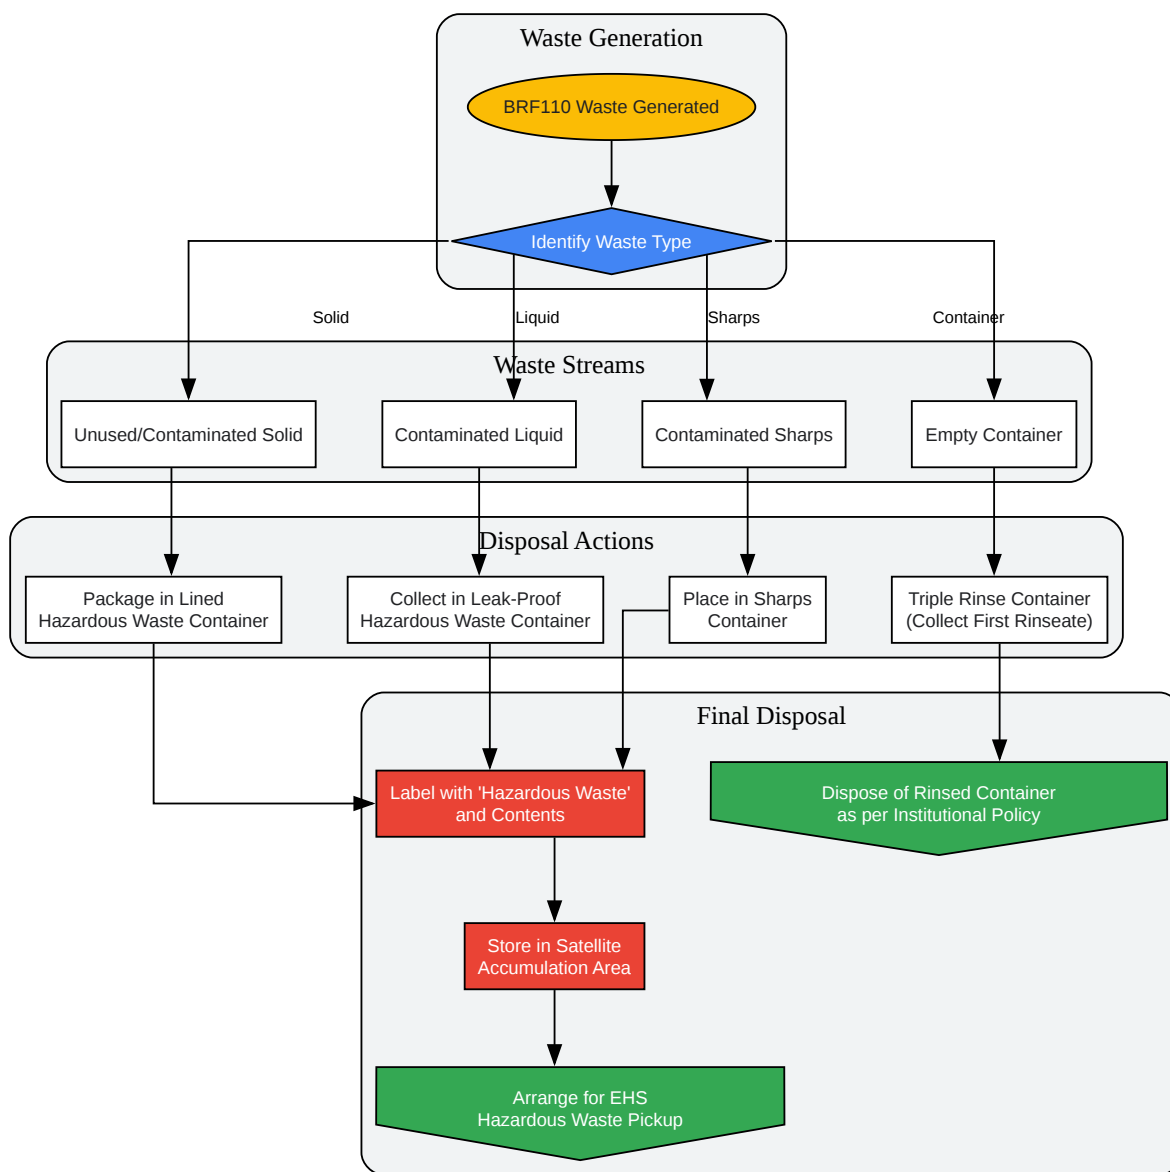 Waste Generation
BRF110 Waste Generated
Identify Waste Type
Solid
Liquid
Sharps
Container
Waste Streams
Unused/Contaminated Solid
Contaminated Liquid
Contaminated Sharps
Empty Container
Disposal Actions
Package in Lined
Hazardous Waste Container
Collect in Leak-Proof
Hazardous Waste Container
Place in Sharps
Container
Triple Rinse Container
(Collect First Rinseate)
Final Disposal
Label with 'Hazardous Waste'
and Contents
Dispose of Rinsed Container
as per Institutional Policy
Store in Satellite
Accumulation Area
Arrange for EHS
Hazardous Waste Pickup